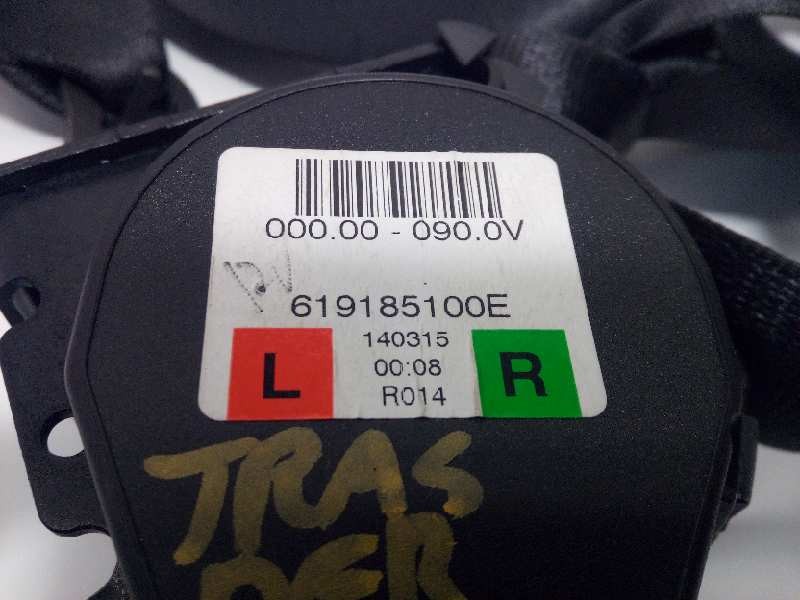 000.00 - 090.0V
619185100E
L 140315 R
00:08
R014
TRAS
DER